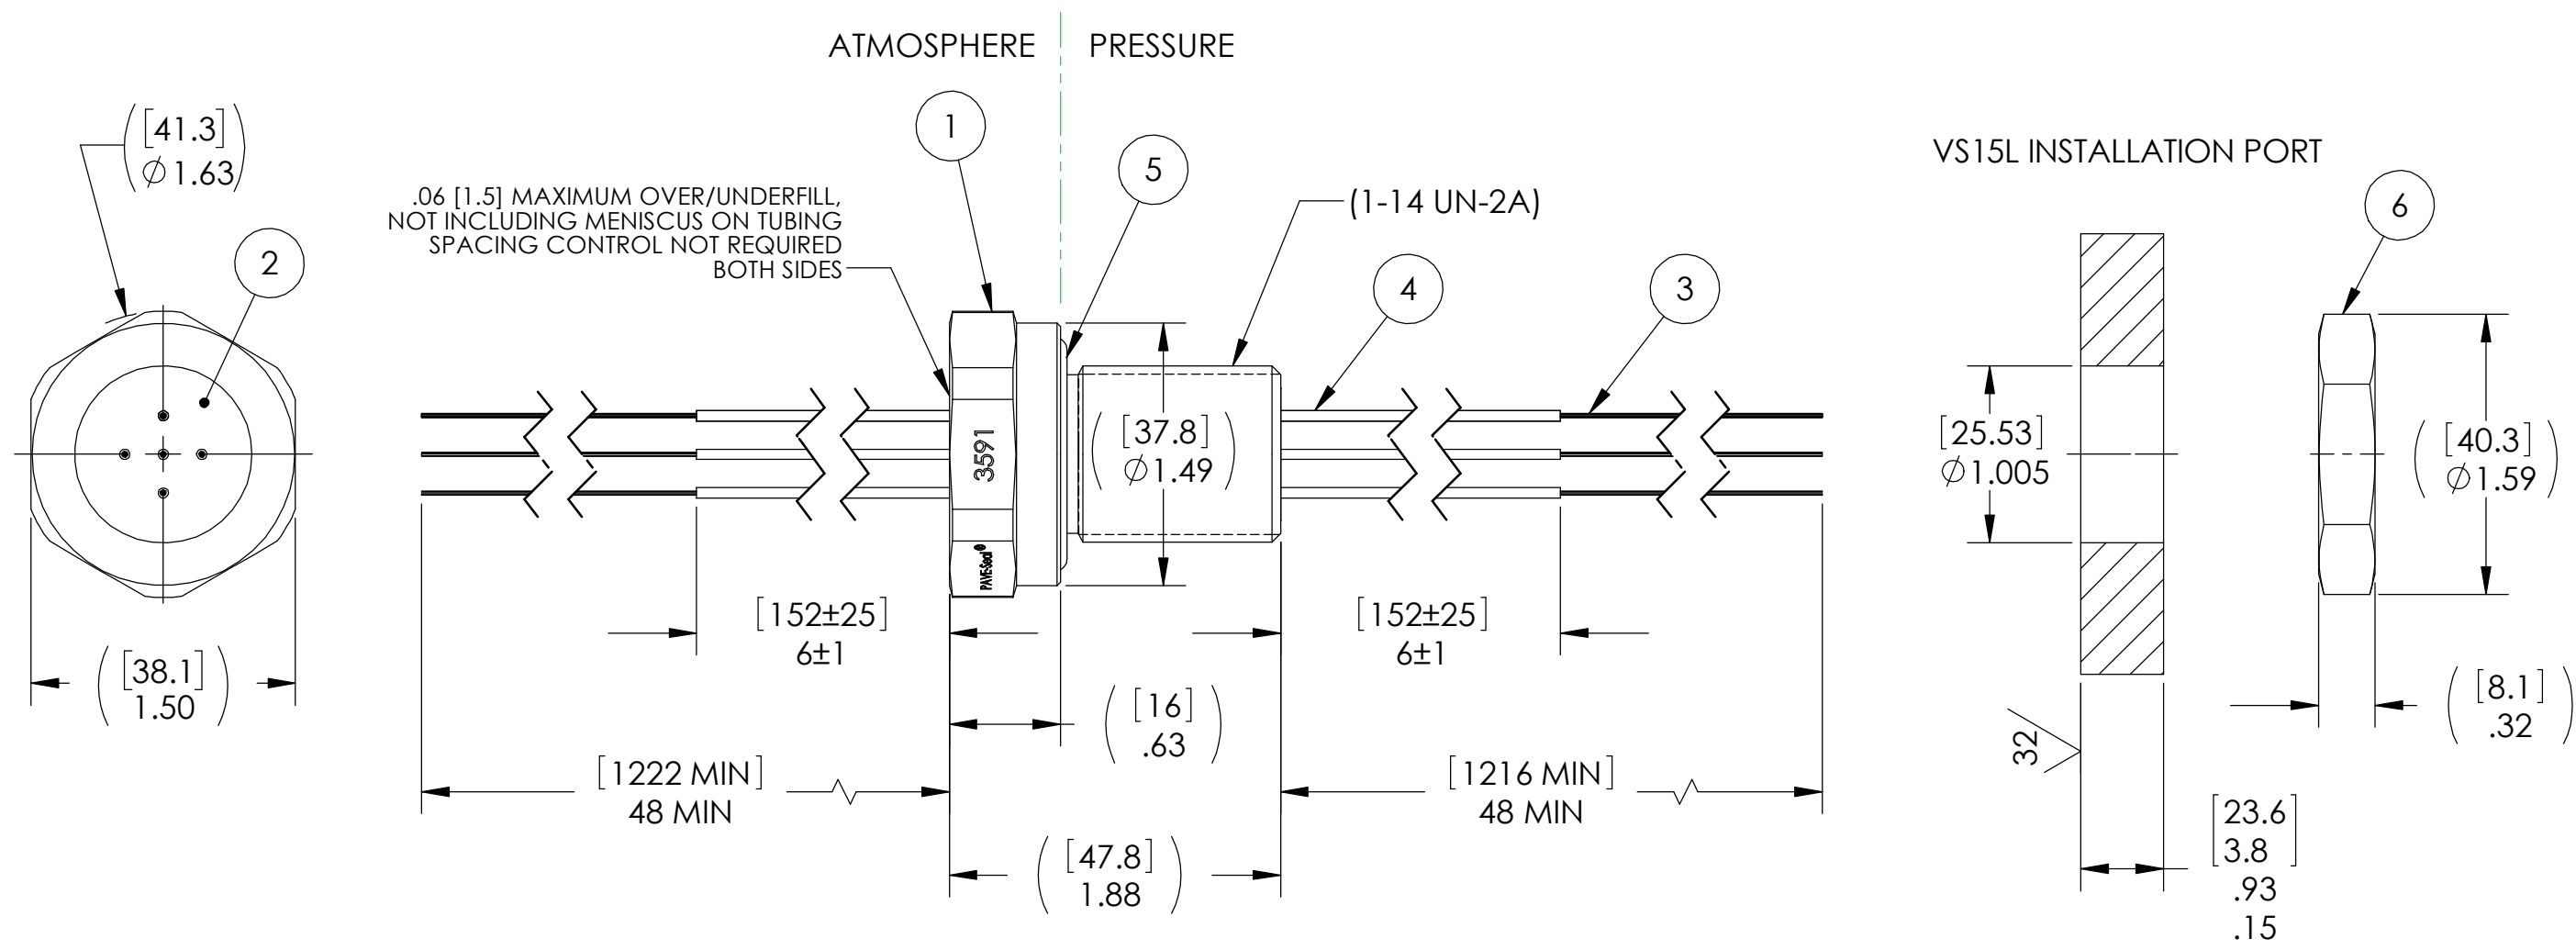 ATMOSPHERE
PRESSURE
([41.3]
⌀ 1.63)
1
5
VS15L INSTALLATION PORT
.06 [1.5] MAXIMUM OVER/UNDERFILL,
NOT INCLUDING MENISCUS ON TUBING
SPACING CONTROL NOT REQUIRED
BOTH SIDES
(1-14 UN-2A)
6
2
4
3
3591
PAVE-Seal®
([37.8]
⌀ 1.49)
[25.53]
⌀ 1.005
([40.3]
⌀ 1.59)
[152±25]
6±1
[152±25]
6±1
([38.1]
1.50)
([16]
.63)
([8.1]
.32)
32
[1222 MIN]
48 MIN
[1216 MIN]
48 MIN
([47.8]
1.88)
[23.6
3.8]
.93
.15